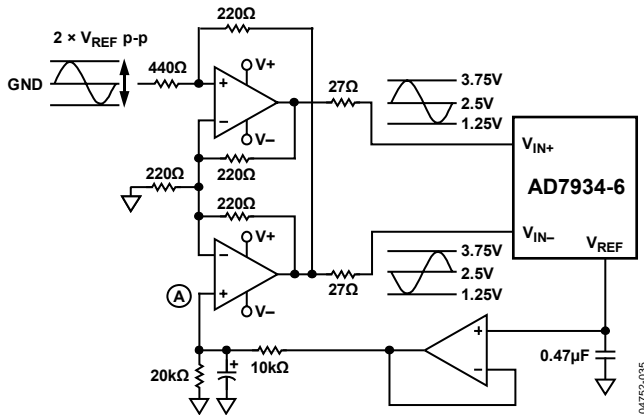 220Ω
2 × VREF p-p
440Ω
GND
V+
+
–
V–
27Ω
3.75V
2.5V
1.25V
VIN+
AD7934-6
220Ω
220Ω
220Ω
V+
–
+
V–
A
27Ω
3.75V
2.5V
1.25V
VIN–
VREF
20kΩ
+
10kΩ
+
–
0.47µF
04752-035